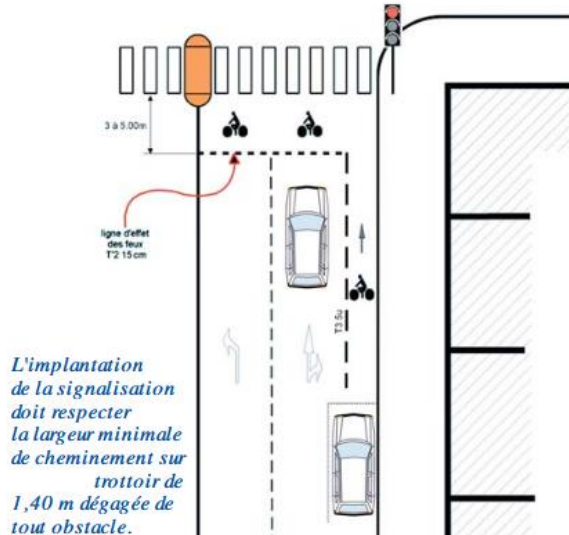 3 à 5.00m
ligne d'effet
des feux
T'2 15 cm
T3 5u
L'implantation
de la signalisation
doit respecter
la largeur minimale
de cheminement sur
trottoir de
1,40 m dégagée de
tout obstacle.